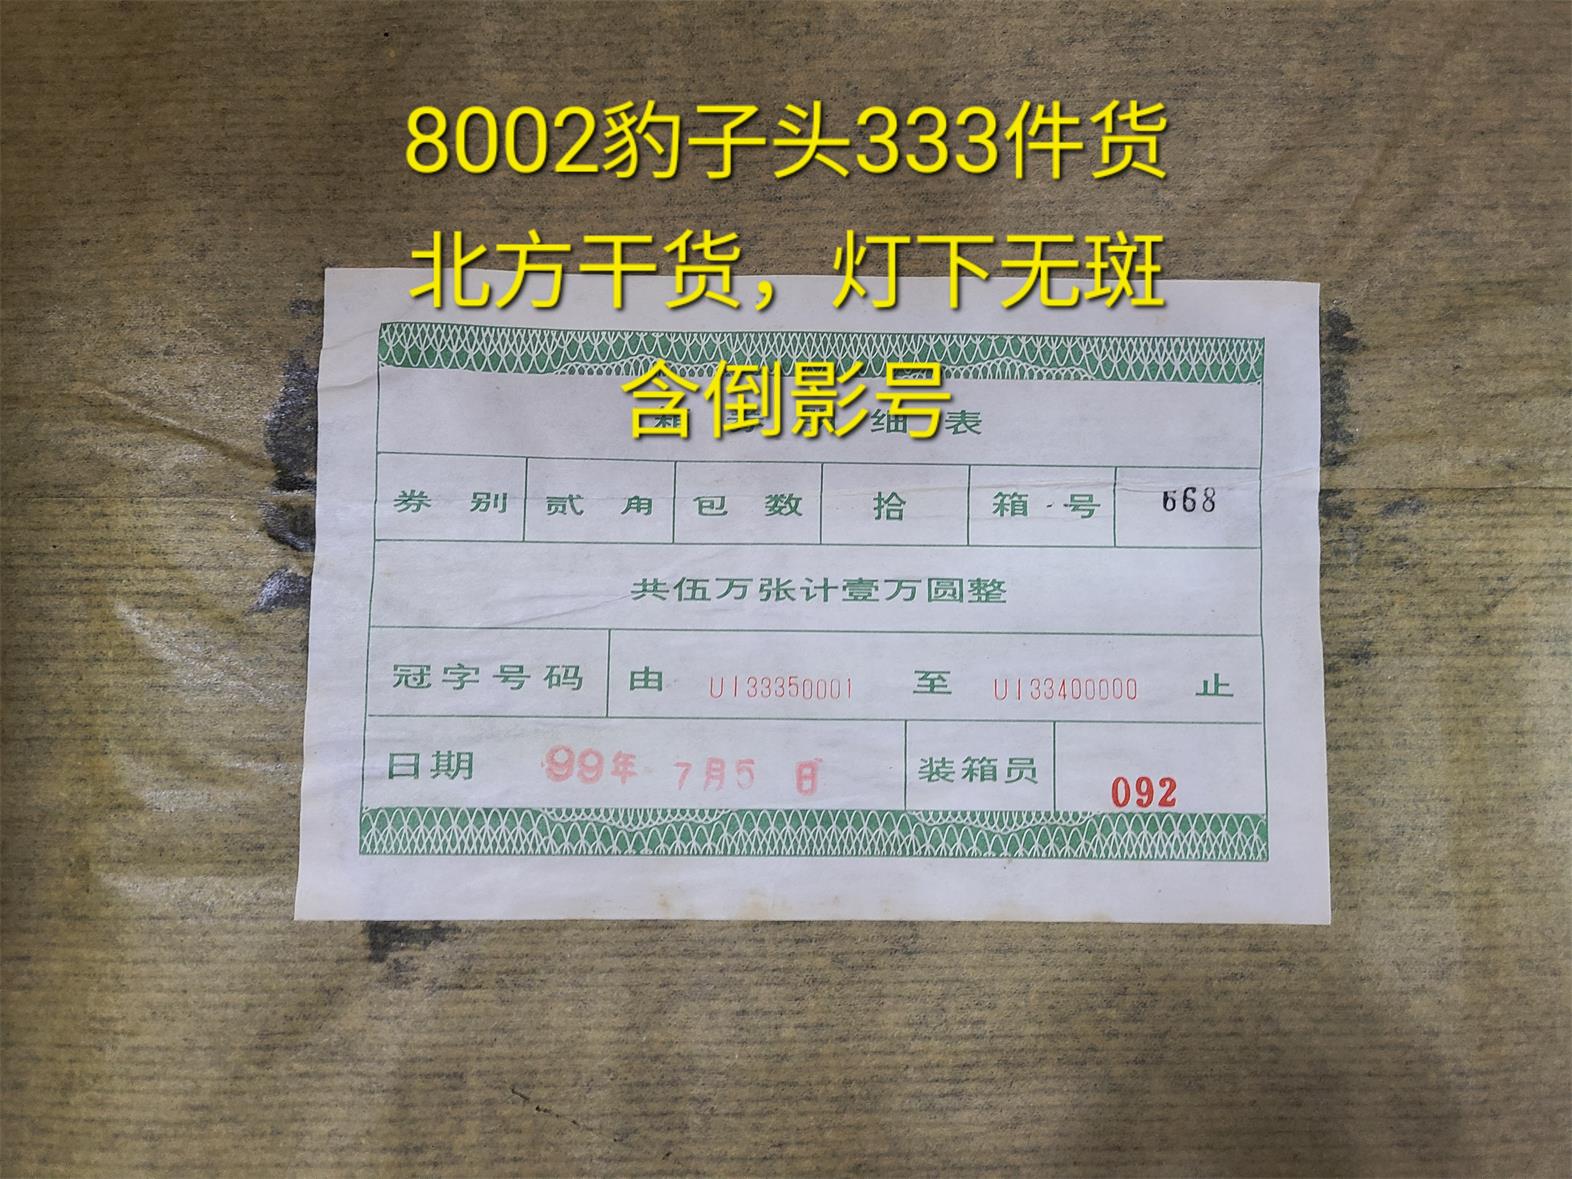 8002豹子头333件货
北方干货，灯下无斑
含倒影号
细表
券别 贰角 包数 拾 箱号 668
共伍万张计壹万圆整
冠字号码 由 UI33350001 至 UI33400000 止
日期 99年 7月5日 装箱员 092